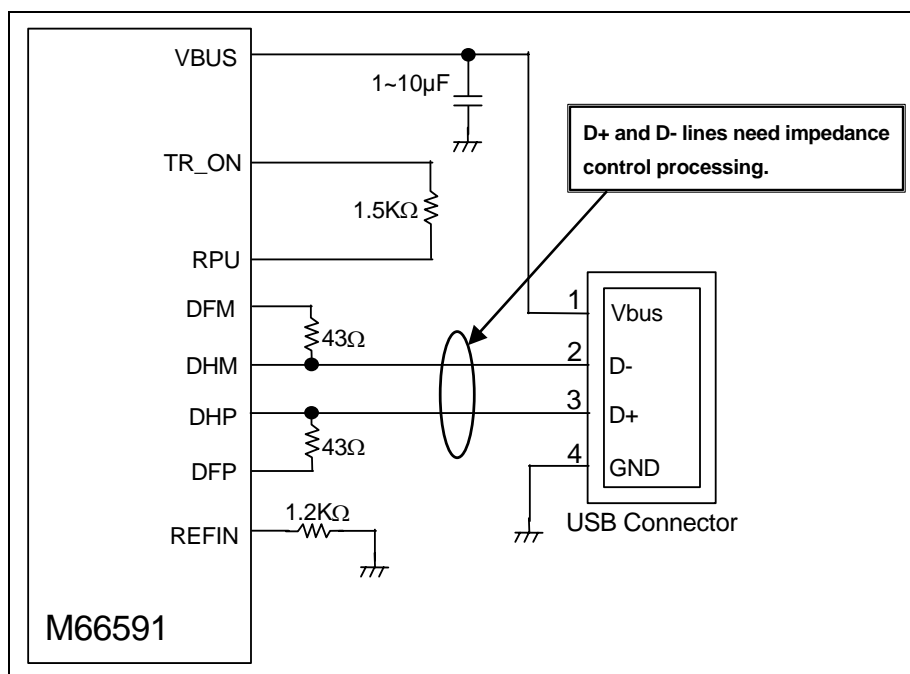 VBUS
1~10µF
D+ and D- lines need impedance
control processing.
TR_ON
1.5KΩ
RPU
DFM
43Ω
DHM
DHP
43Ω
DFP
1.2KΩ
REFIN
M66591
1
Vbus
2
D-
3
D+
4
GND
USB Connector